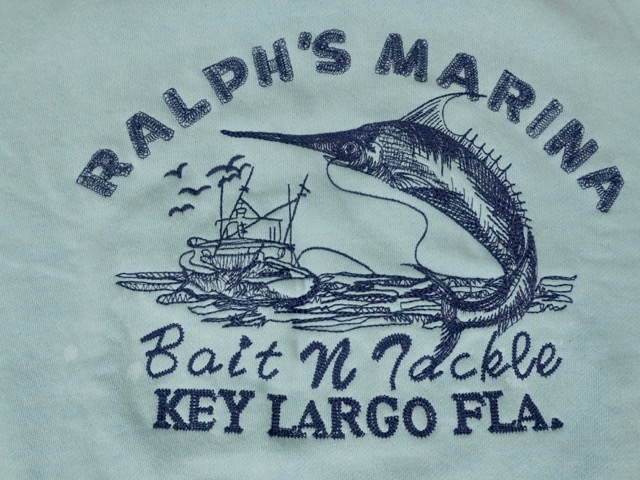 RALPH'S MARINA
Bait N Tackle
KEY LARGO FLA.